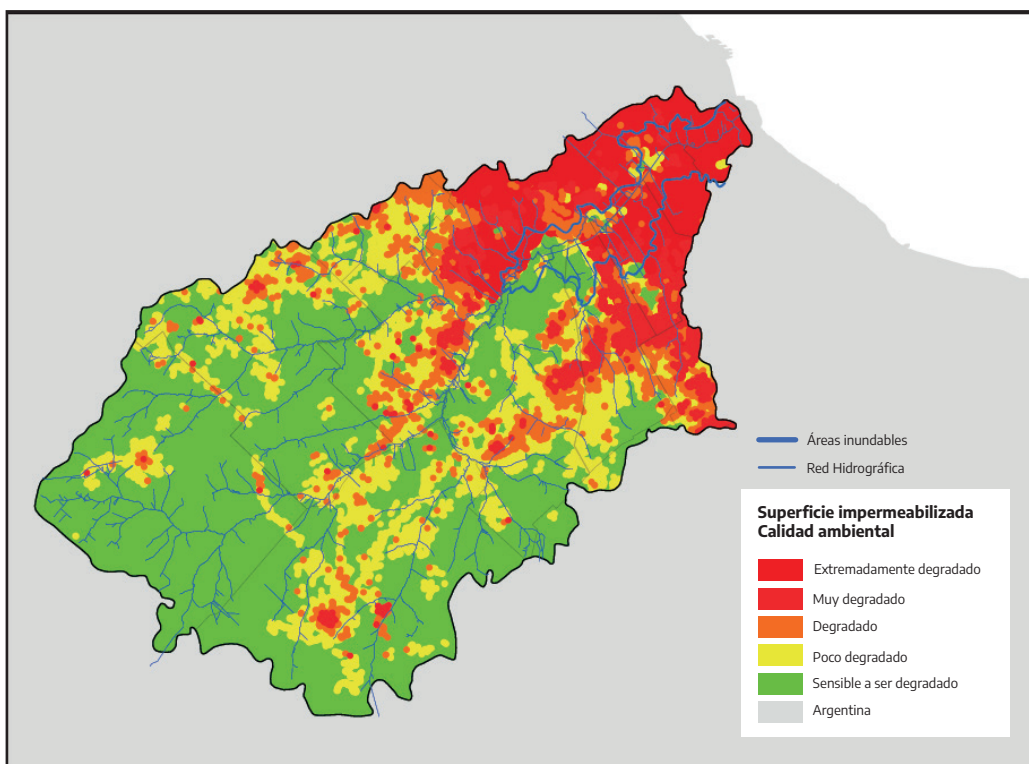 Áreas inundables
Red Hidrográfica
Superficie impermeabilizada
Calidad ambiental
Extremadamente degradado
Muy degradado
Degradado
Poco degradado
Sensible a ser degradado
Argentina